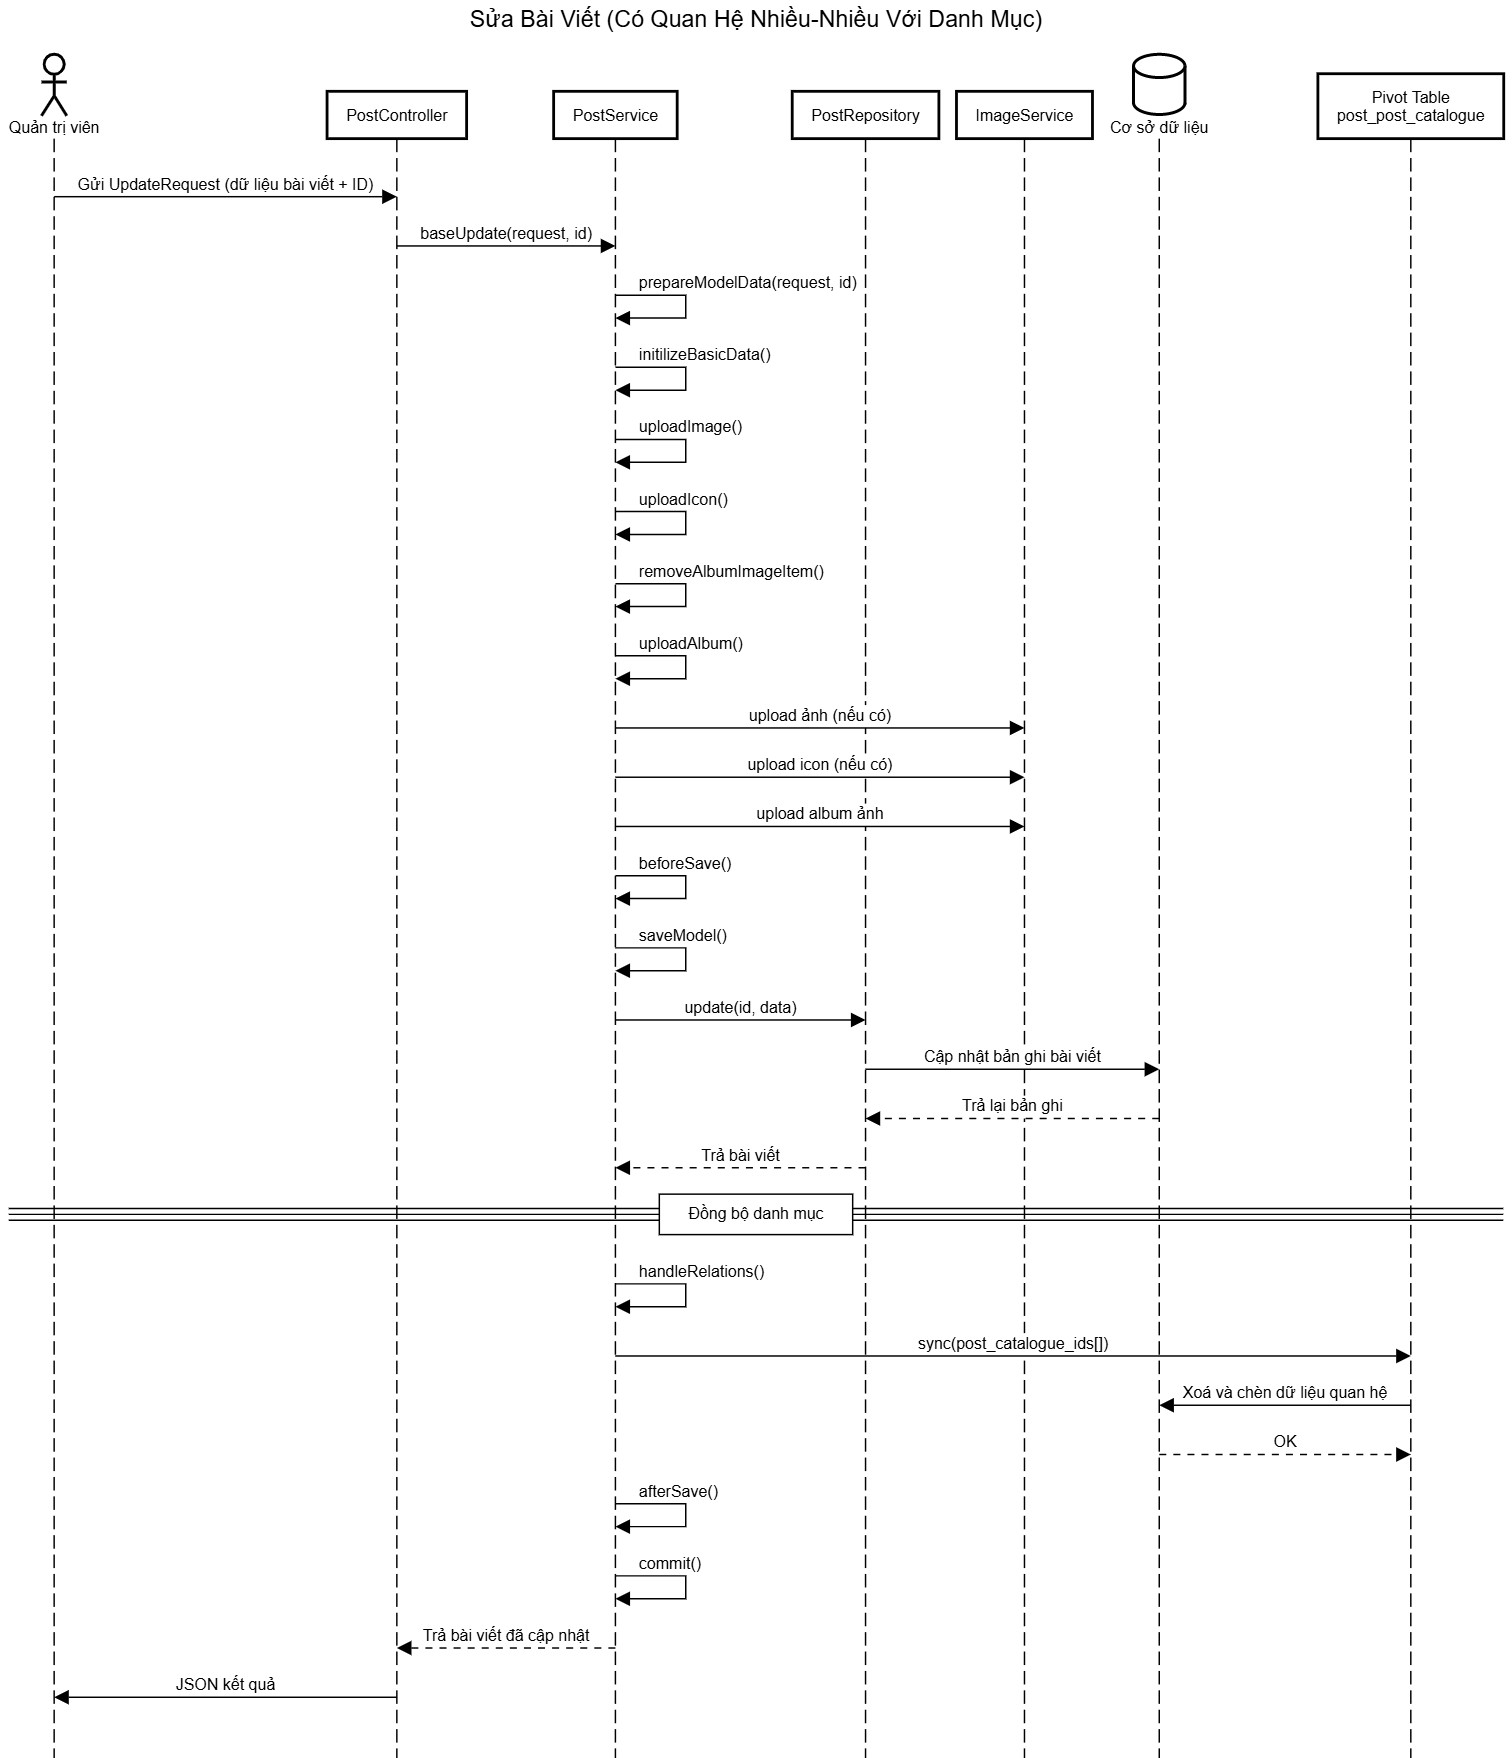 Sửa Bài Viết (Có Quan Hệ Nhiều-Nhiều Với Danh Mục)
Quản trị viên
PostController
PostService
PostRepository
ImageService
Cơ sở dữ liệu
Pivot Table
post_post_catalogue
Gửi UpdateRequest (dữ liệu bài viết + ID)
baseUpdate(request, id)
prepareModelData(request, id)
initilizeBasicData()
uploadImage()
uploadIcon()
removeAlbumImageItem()
uploadAlbum()
upload ảnh (nếu có)
upload icon (nếu có)
upload album ảnh
beforeSave()
saveModel()
update(id, data)
Cập nhật bản ghi bài viết
Trả lại bản ghi
Trả bài viết
Đồng bộ danh mục
handleRelations()
sync(post_catalogue_ids[])
Xoá và chèn dữ liệu quan hệ
OK
afterSave()
commit()
Trả bài viết đã cập nhật
JSON kết quả